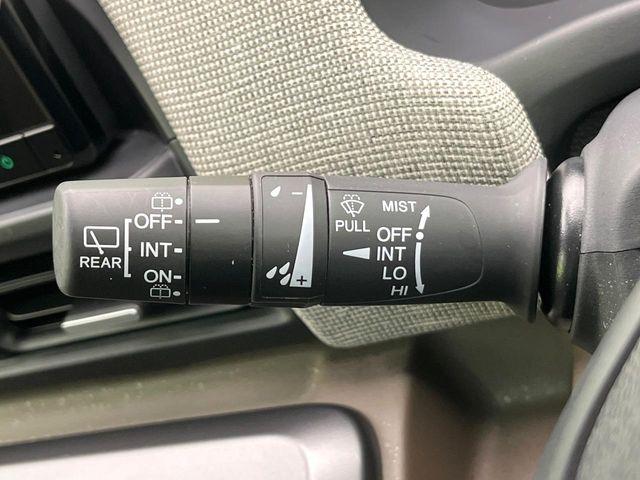 OFF
INT
ON
REAR
−
+
PULL
MIST
OFF
INT
LO
HI